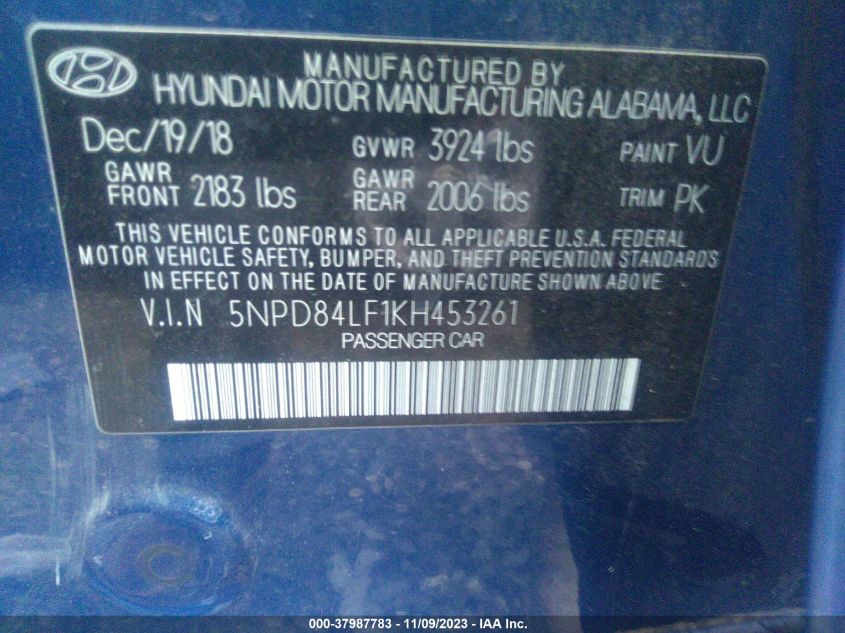 MANUFACTURED BY
HYUNDAI MOTOR MANUFACTURING ALABAMA, LLC
Dec/19/18 GVWR 3924 lbs PAINT VU
GAWR FRONT 2183 lbs GAWR REAR 2006 lbs TRIM PK
THIS VEHICLE CONFORMS TO ALL APPLICABLE U.S.A. FEDERAL
MOTOR VEHICLE SAFETY, BUMPER, AND THEFT PREVENTION STANDARDS
IN EFFECT ON THE DATE OF MANUFACTURE SHOWN ABOVE
V.I.N 5NPD84LF1KH453261
PASSENGER CAR
000-37987783 - 11/09/2023 - IAA Inc.